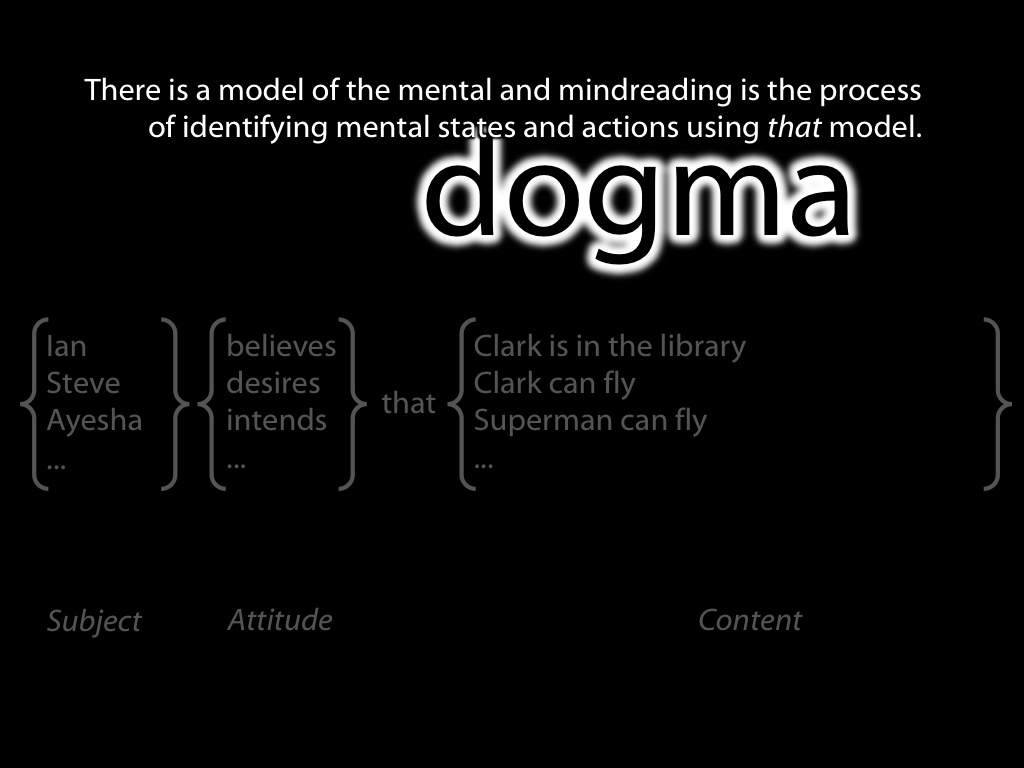 There is a model of the mental and mindreading is the process
of identifying mental states and actions using that model.
dogma
Ian
Steve
Ayesha
...
believes
desires
intends
...
that
Clark is in the library
Clark can fly
Superman can fly
...
Subject
Attitude
Content